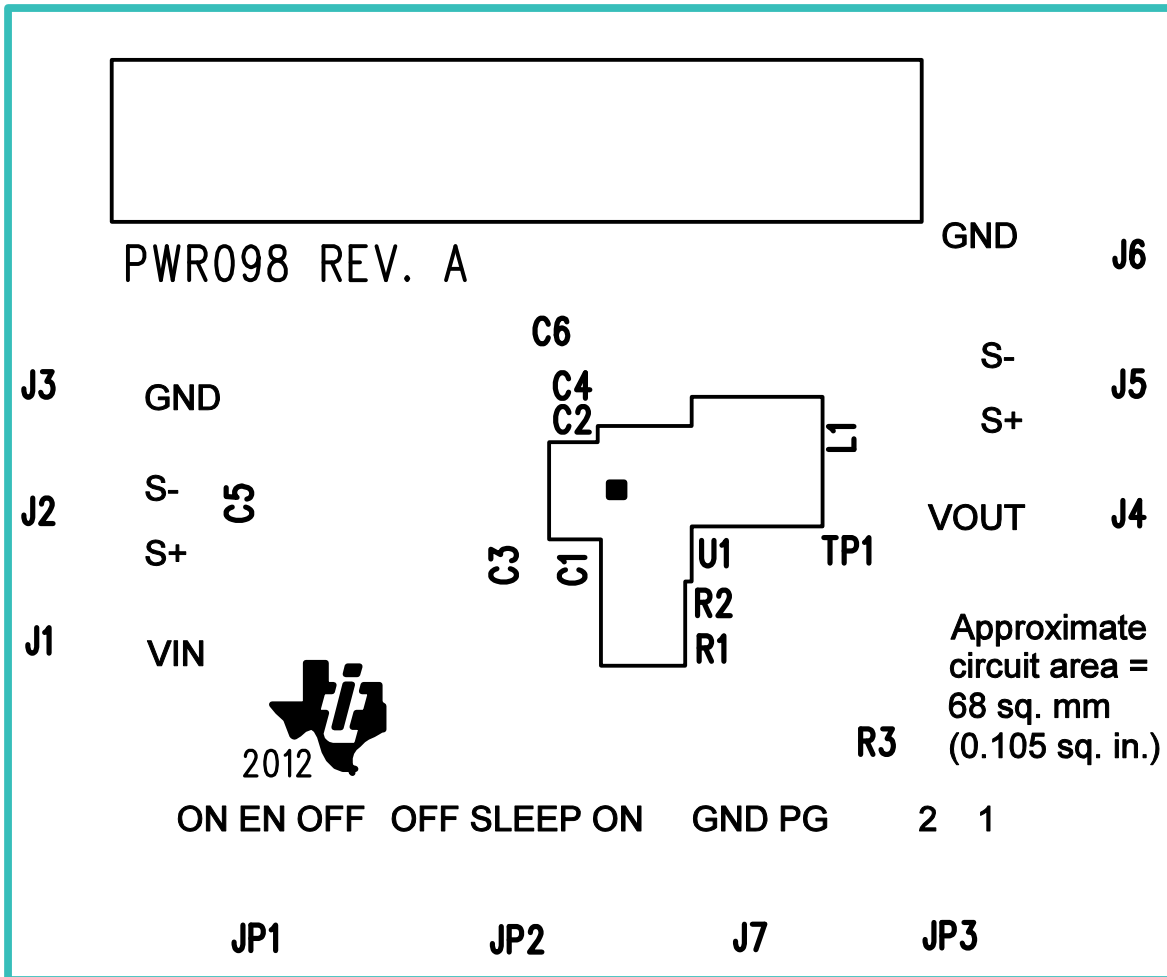 PWR098 REV. A
GND
J6
C6
S-
J5
S+
J3
GND
C4
C2
L1
J2
S-
S+
C5
VOUT
J4
C3
C1
U1
TP1
R2
R1
J1
VIN
Approximate
circuit area =
68 sq. mm
(0.105 sq. in.)
R3
2012
ON EN OFF
OFF SLEEP ON
GND PG
2 1
JP1
JP2
J7
JP3